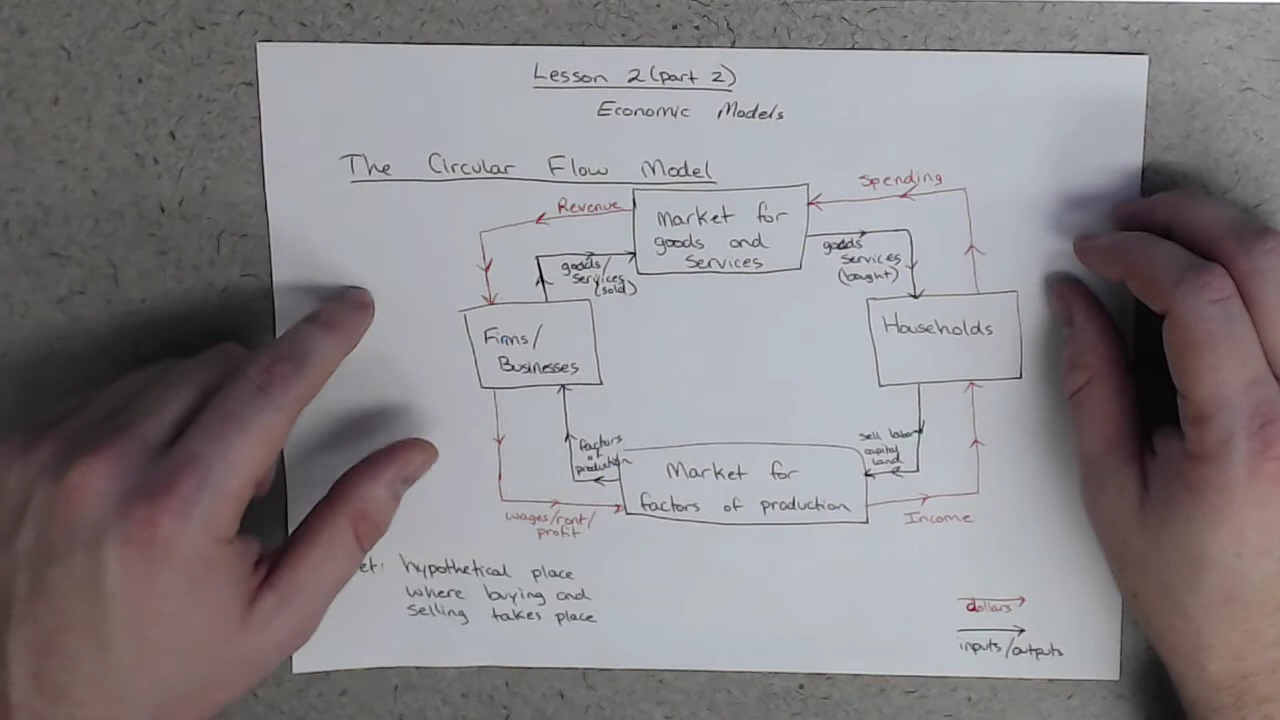 Lesson 2 (part 2)
Economic Models
The Circular Flow Model
Spending
Revenue
Market for
goods and
Services
goods/
services
(sold)
goods
services
(bought)
Firms/
Businesses
Households
factors
of
production
sell labor
capital
land
Market for
factors of production
wages/rent/
profit
Income
hypothetical place
where buying and
selling takes place
dollars
inputs/outputs